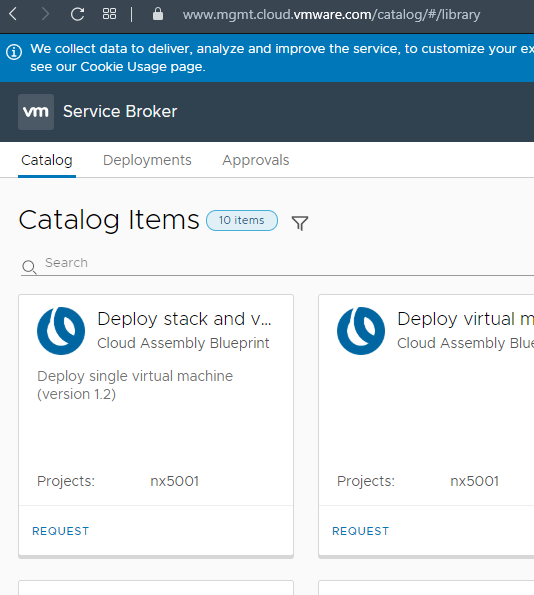 www.mgmt.cloud.vmware.com/catalog/#/library
We collect data to deliver, analyze and improve the service, to customize your ex
see our Cookie Usage page.
vm Service Broker
Catalog Deployments Approvals
Catalog Items 10 items
Search
Deploy stack and v...
Cloud Assembly Blueprint
Deploy single virtual machine
(version 1.2)
Projects: nx5001
REQUEST
Deploy virtual m
Cloud Assembly Blue
Projects: nx5001
REQUEST